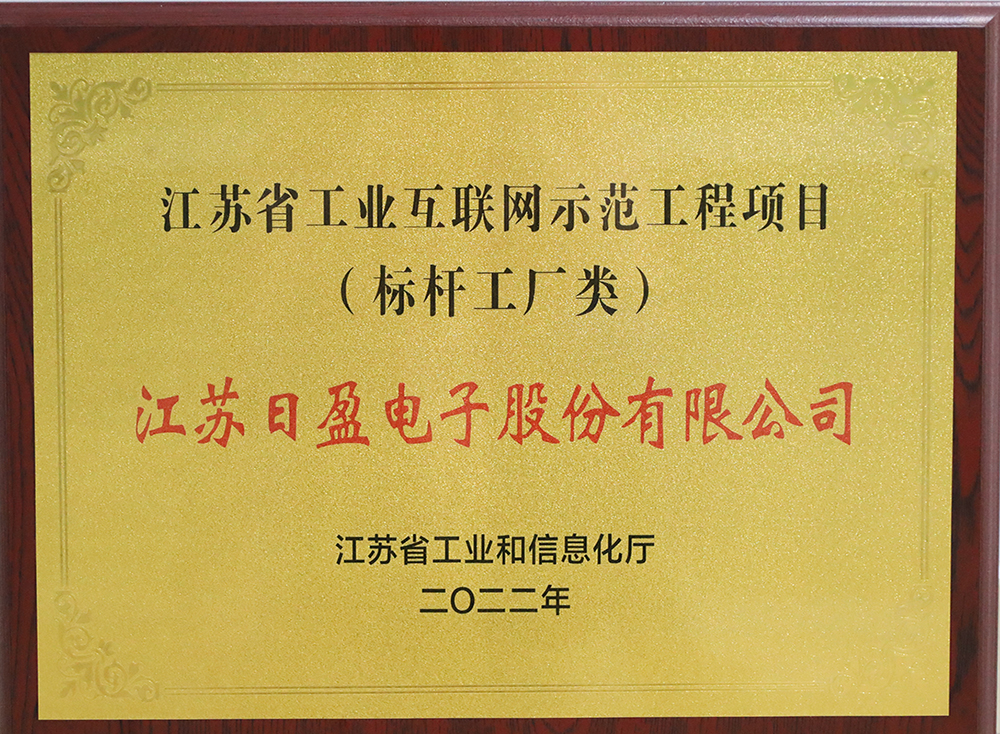 江苏省工业互联网示范工程项目
（标杆工厂类）
江苏日盈电子股份有限公司
江苏省工业和信息化厅
二〇二二年